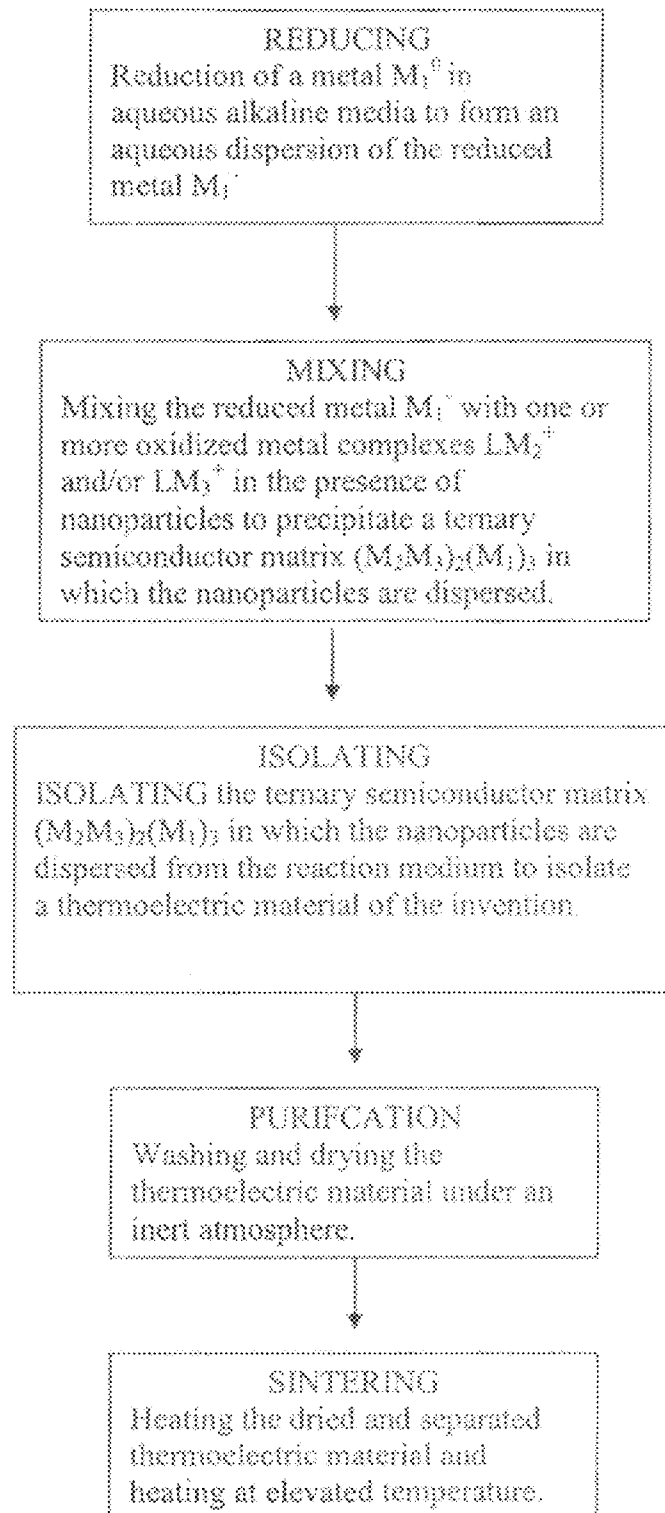 REDUCING
Reduction of a metal M₁⁰ in
aqueous alkaline media to form an
aqueous dispersion of the reduced
metal M₁⁻
MIXING
Mixing the reduced metal M₁⁻ with one or
more oxidized metal complexes LM₂⁺
and/or LM₃⁺ in the presence of
nanoparticles to precipitate a ternary
semiconductor matrix (M₂M₃)₂(M₁)₃ in
which the nanoparticles are dispersed.
ISOLATING
ISOLATING the ternary semiconductor matrix
(M₂M₃)₂(M₁)₃ in which the nanoparticles are
dispersed from the reaction medium to isolate
a thermoelectric material of the invention.
PURIFCATION
Washing and drying the
thermoelectric material under an
inert atmosphere.
SINTERING
Heating the dried and separated
thermoelectric material and
heating at elevated temperature.